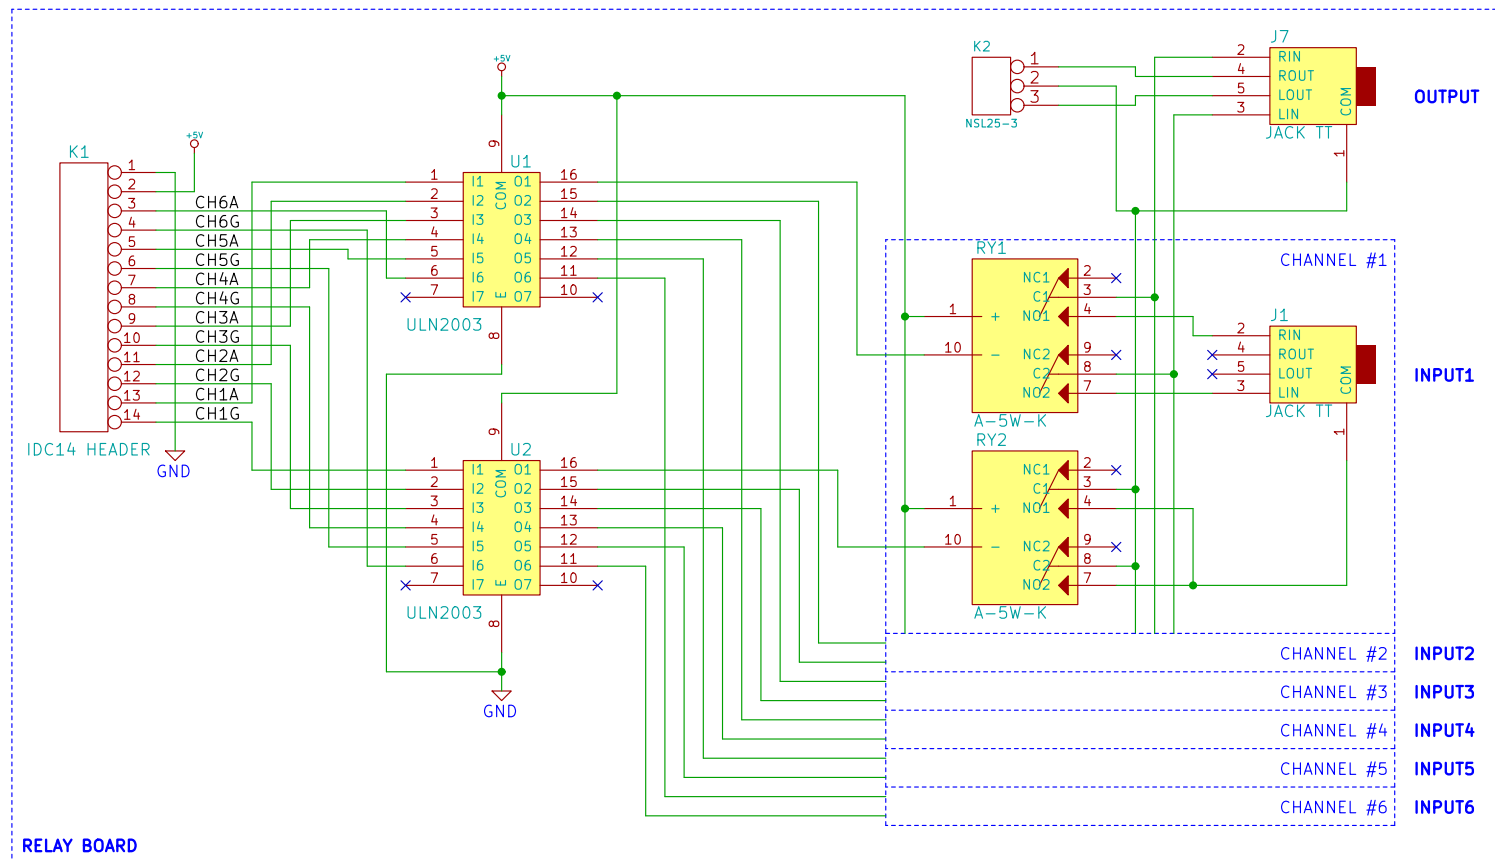 K2
1
2
3
NSL25-3
J7
2 RIN
4 ROUT
5 LOUT
3 LIN
COM
JACK TT
1
OUTPUT
+5V
+5V
K1
1
2
3
4
5
6
7
8
9
10
11
12
13
14
CH6A
CH6G
CH5A
CH5G
CH4A
CH4G
CH3A
CH3G
CH2A
CH2G
CH1A
CH1G
IDC14 HEADER
GND
9
U1
COM
1 I1 O1 16
2 I2 O2 15
3 I3 O3 14
4 I4 O4 13
5 I5 O5 12
6 I6 O6 11
7 I7 E O7 10
ULN2003
8
9
U2
COM
1 I1 O1 16
2 I2 O2 15
3 I3 O3 14
4 I4 O4 13
5 I5 O5 12
6 I6 O6 11
7 I7 E O7 10
ULN2003
8
GND
CHANNEL #1
RY1
NC1 2
C1 3
1 + NO1 4
10 - NC2 9
C2 8
NO2 7
A-5W-K
J1
2 RIN
4 ROUT
5 LOUT
3 LIN
COM
JACK TT
1
INPUT1
RY2
NC1 2
C1 3
1 + NO1 4
10 - NC2 9
C2 8
NO2 7
A-5W-K
CHANNEL #2 INPUT2
CHANNEL #3 INPUT3
CHANNEL #4 INPUT4
CHANNEL #5 INPUT5
CHANNEL #6 INPUT6
RELAY BOARD